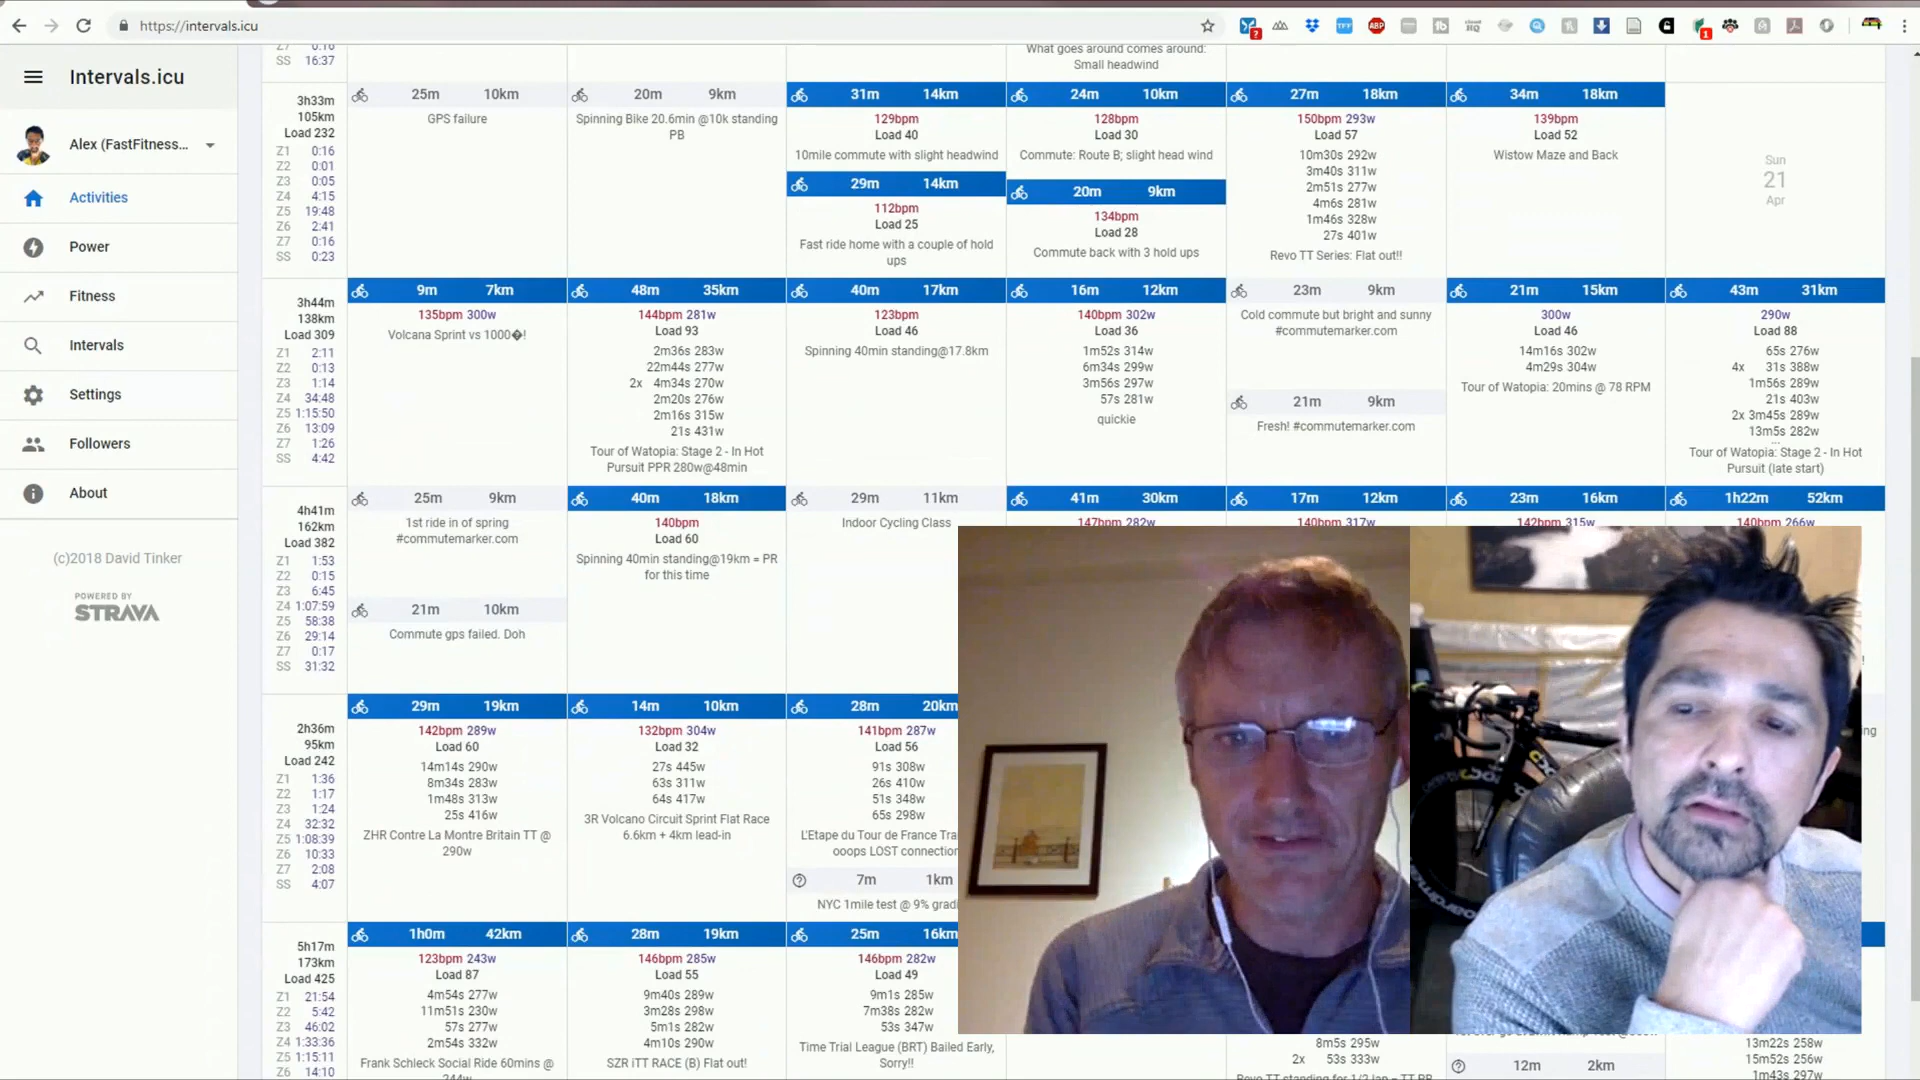 https://intervals.icu
Intervals.icu
Alex (FastFitness...
Activities
Power
Fitness
Intervals
Settings
Followers
About
(c)2018 David Tinker
POWERED BY
STRAVA
SS 16:37
What goes around comes around:
Small headwind
3h33m
105km
Load 232
Z1 0:16
Z2 0:01
Z3 0:05
Z4 4:15
Z5 19:48
Z6 2:41
Z7 0:16
SS 0:23
25m 10km
GPS failure
20m 9km
Spinning Bike 20.6min @10k standing
PB
31m 14km
129bpm
Load 40
10mile commute with slight headwind
29m 14km
112bpm
Load 25
Fast ride home with a couple of hold
ups
24m 10km
128bpm
Load 30
Commute: Route B; slight head wind
20m 9km
134bpm
Load 28
Commute back with 3 hold ups
27m 18km
150bpm 293w
Load 57
10m30s 292w
3m40s 311w
2m51s 277w
4m6s 281w
1m46s 328w
27s 401w
Revo TT Series: Flat out!!
34m 18km
139bpm
Load 52
Wistow Maze and Back
Sun
21
Apr
3h44m
138km
Load 309
Z1 2:11
Z2 0:13
Z3 1:14
Z4 34:48
Z5 1:15:50
Z6 13:09
Z7 1:26
SS 4:42
9m 7km
135bpm 300w
Volcana Sprint vs 1000�!
48m 35km
144bpm 281w
Load 93
2m36s 283w
22m44s 277w
2x 4m34s 270w
2m20s 276w
2m16s 315w
21s 431w
Tour of Watopia: Stage 2 - In Hot
Pursuit PPR 280w@48min
40m 17km
123bpm
Load 46
Spinning 40min standing@17.8km
16m 12km
140bpm 302w
Load 36
1m52s 314w
6m34s 299w
3m56s 297w
57s 281w
quickie
23m 9km
Cold commute but bright and sunny
#commutemarker.com
21m 9km
Fresh! #commutemarker.com
21m 15km
300w
Load 46
14m16s 302w
4m29s 304w
Tour of Watopia: 20mins @ 78 RPM
43m 31km
290w
Load 88
65s 276w
4x 31s 388w
1m56s 289w
21s 403w
2x 3m45s 289w
13m5s 282w
...
Tour of Watopia: Stage 2 - In Hot
Pursuit (late start)
4h41m
162km
Load 382
Z1 1:53
Z2 0:15
Z3 6:45
Z4 1:07:59
Z5 58:38
Z6 29:14
Z7 0:17
SS 31:32
25m 9km
1st ride in of spring
#commutemarker.com
21m 10km
Commute gps failed. Doh
40m 18km
140bpm
Load 60
Spinning 40min standing@19km = PR
for this time
29m 11km
Indoor Cycling Class
41m 30km
147bpm 282w
17m 12km
140bpm 317w
23m 16km
142bpm 315w
1h22m 52km
140bpm 266w
2h36m
95km
Load 242
Z1 1:36
Z2 1:17
Z3 1:24
Z4 32:32
Z5 1:08:39
Z6 10:33
Z7 2:08
SS 4:07
29m 19km
142bpm 289w
Load 60
14m14s 290w
8m34s 283w
1m48s 313w
25s 416w
ZHR Contre La Montre Britain TT @
290w
14m 10km
132bpm 304w
Load 32
27s 445w
63s 311w
64s 417w
3R Volcano Circuit Sprint Flat Race
6.6km + 4km lead-in
28m 20km
141bpm 287w
Load 56
91s 308w
26s 410w
51s 348w
65s 298w
L'Etape du Tour de France Tra
ooops LOST connection
7m 1km
NYC 1mile test @ 9% gradi
5h17m
173km
Load 425
Z1 21:54
Z2 5:42
Z3 46:02
Z4 1:33:36
Z5 1:15:11
Z6 14:10
1h0m 42km
123bpm 243w
Load 87
4m54s 277w
11m51s 230w
57s 277w
2m54s 332w
Frank Schleck Social Ride 60mins @
28m 19km
146bpm 285w
Load 55
9m40s 289w
3m28s 298w
5m1s 282w
4m10s 290w
SZR iTT RACE (B) Flat out!
25m 16km
146bpm 282w
Load 49
9m1s 285w
7m38s 282w
53s 347w
Time Trial League (BRT) Bailed Early,
Sorry!!
8m5s 295w
2x 53s 333w
12m 2km
13m22s 258w
15m52s 256w
1m43s 297w